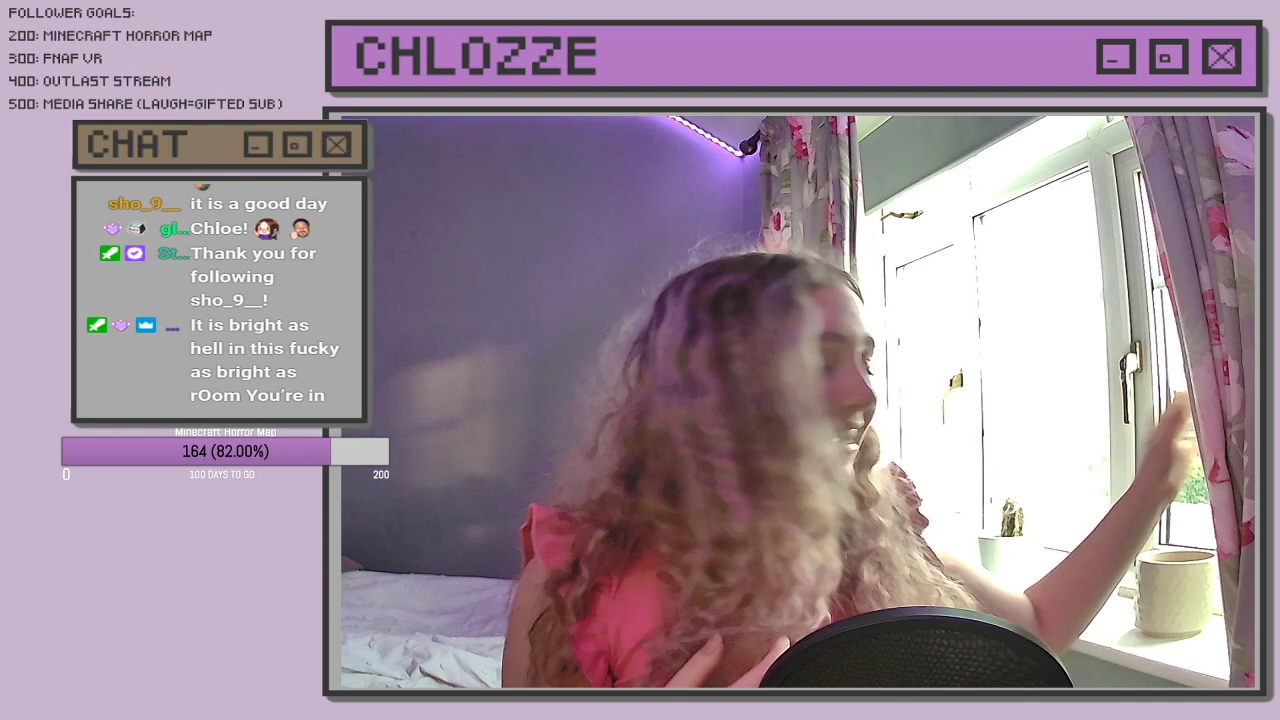 FOLLOWER GOALS:
200: MINECRAFT HORROR MAP
300: FNAF VR
400: OUTLAST STREAM
500: MEDIA SHARE (LAUGH=GIFTED SUB)
CHLOZZE
CHAT
sho_9__ it is a good day
gl... Chloe!
St... Thank you for
following
sho_9__!
... It is bright as
hell in this fucky
as bright as
rOom You're in
Minecraft Horror Map
164 (82.00%)
0 100 DAYS TO GO 200